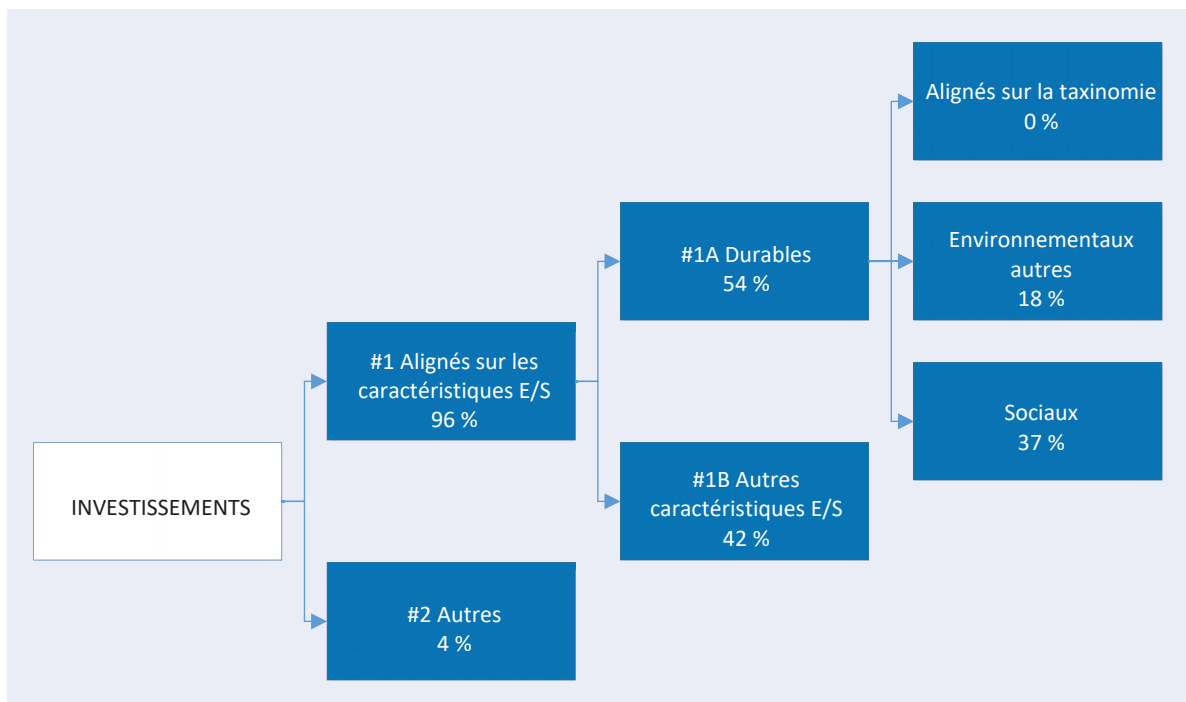 Alignés sur la taxinomie
0 %
#1A Durables
54 %
Environnementaux
autres
18 %
#1 Alignés sur les
caractéristiques E/S
96 %
Sociaux
37 %
INVESTISSEMENTS
#1B Autres
caractéristiques E/S
42 %
#2 Autres
4 %